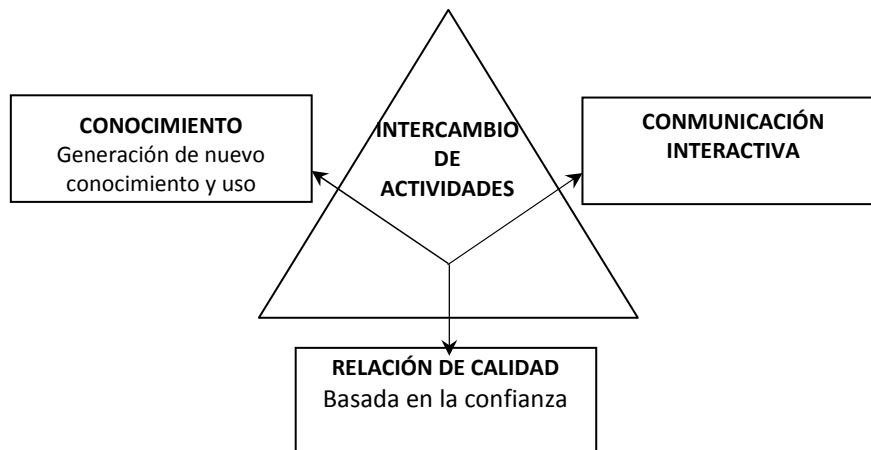 CONOCIMIENTO
Generación de nuevo
conocimiento y uso
INTERCAMBIO
DE
ACTIVIDADES
CONMUNICACIÓN
INTERACTIVA
RELACIÓN DE CALIDAD
Basada en la confianza